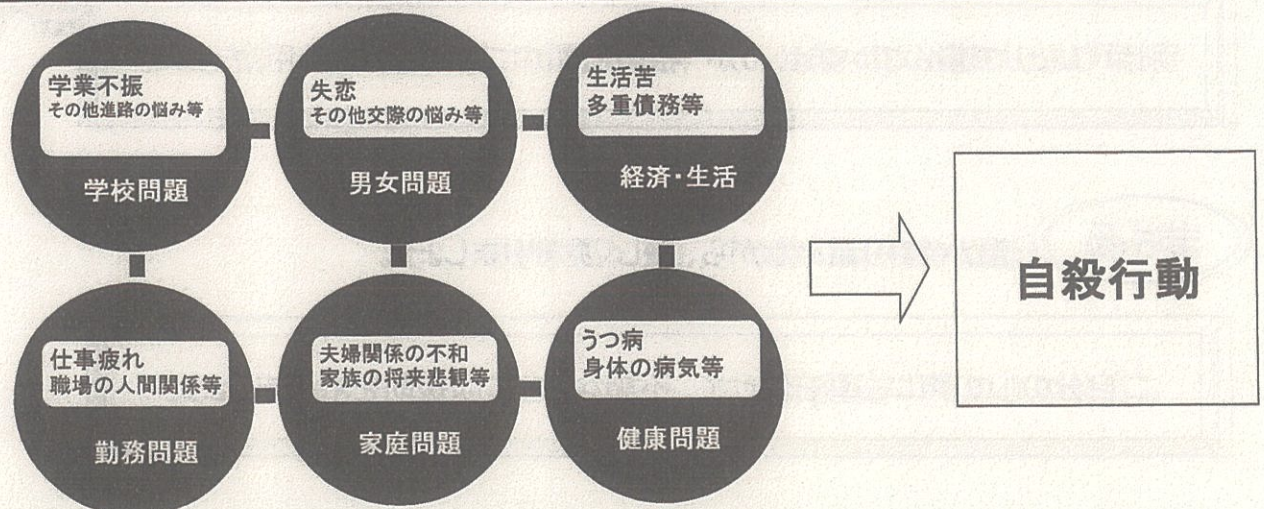 学業不振
その他進路の悩み等
学校問題
失恋
その他交際の悩み等
男女問題
生活苦
多重債務等
経済・生活
仕事疲れ
職場の人間関係等
勤務問題
夫婦関係の不和
家族の将来悲観等
家庭問題
うつ病
身体の病気等
健康問題
自殺行動